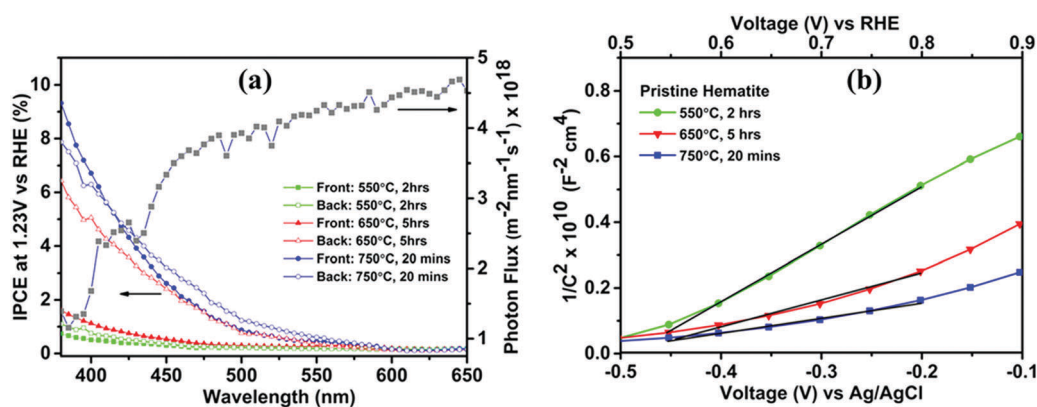 (a)
IPCE at 1.23V vs RHE (%)
10
8
6
4
2
0
400
450
500
550
600
650
Wavelength (nm)
5
4
3
2
1
Photon Flux (m⁻²nm⁻¹s⁻¹) x 10¹⁸
Front: 550°C, 2hrs
Back: 550°C, 2hrs
Front: 650°C, 5hrs
Back: 650°C, 5hrs
Front: 750°C, 20 mins
Back: 750°C, 20 mins
Voltage (V) vs RHE
0.5
0.6
0.7
0.8
0.9
(b)
Pristine Hematite
550°C, 2 hrs
650°C, 5 hrs
750°C, 20 mins
1/C² x 10¹⁰ (F⁻² cm⁴)
0.8
0.6
0.4
0.2
0.0
-0.5
-0.4
-0.3
-0.2
-0.1
Voltage (V) vs Ag/AgCl